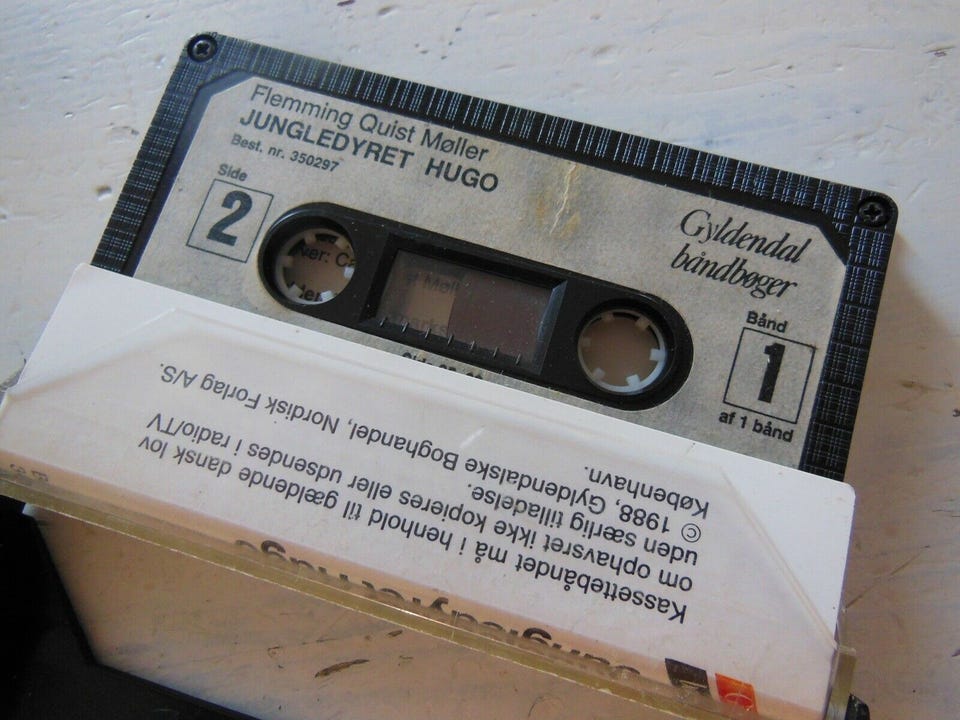 Flemming Quist Møller
JUNGLEDYRET HUGO
Best. nr. 350297
Side
2
Gyldendal
båndbøger
Bånd
1
af 1 bånd
Kassettebåndet må i henhold til gældende dansk lov
om ophavsret ikke kopieres eller udsendes i radio/TV
uden særlig tilladelse.
© 1988, Gyldendalske Boghandel, Nordisk Forlag A/S.
København.
Jungledyret Hugo